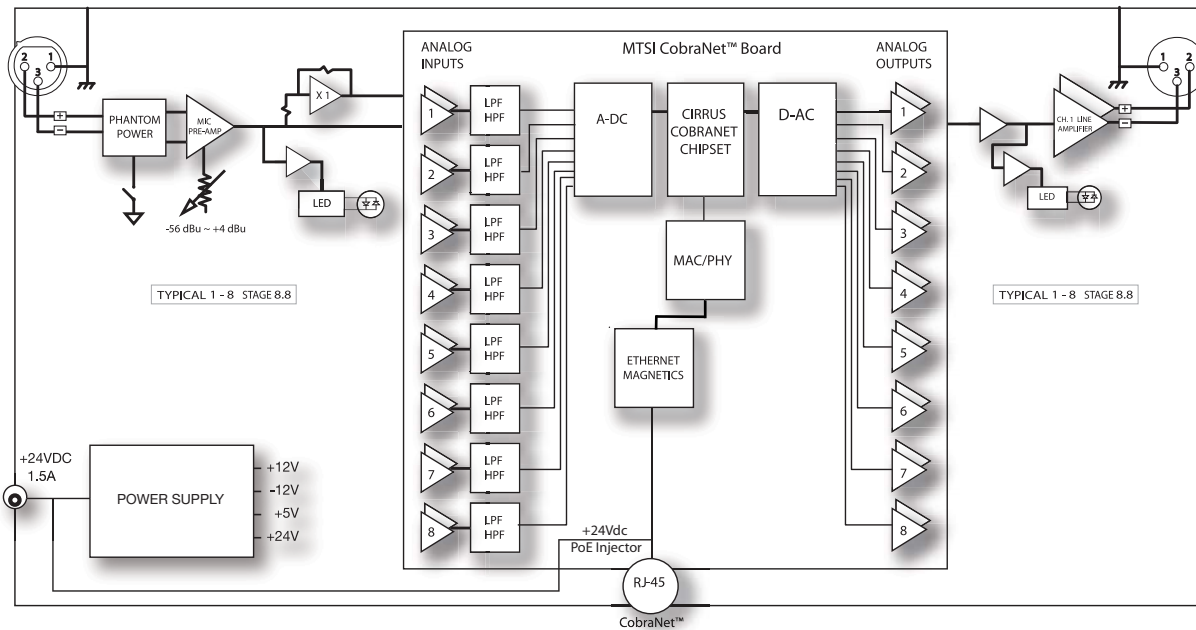 2
1
3
+
−
PHANTOM
POWER
MIC
PRE-AMP
X 1
LED
-56 dBu ~ +4 dBu
TYPICAL 1 - 8 STAGE 8.8
+24VDC
1.5A
POWER SUPPLY
+12V
-12V
+5V
+24V
MTSI CobraNet™ Board
ANALOG
INPUTS
1
LPF
HPF
2
LPF
HPF
3
LPF
HPF
4
LPF
HPF
5
LPF
HPF
6
LPF
HPF
7
LPF
HPF
8
LPF
HPF
A-DC
CIRRUS
COBRANET
CHIPSET
D-AC
MAC/PHY
ETHERNET
MAGNETICS
+24Vdc
PoE Injector
RJ-45
CobraNet™
ANALOG
OUTPUTS
1
2
3
4
5
6
7
8
CH. 1 LINE
AMPLIFIER
+
−
LED
1
2
3
TYPICAL 1 - 8 STAGE 8.8